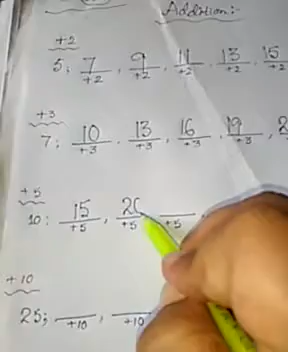 Addition:-
+2
5; 7, 9, 11, 13, 15
+2 +2 +2 +2 +2
+3
7; 10, 13, 16, 19,
+3 +3 +3 +3
+5
10: 15, 20,
+5 +5 +5
+10
25; ,
+10 +10